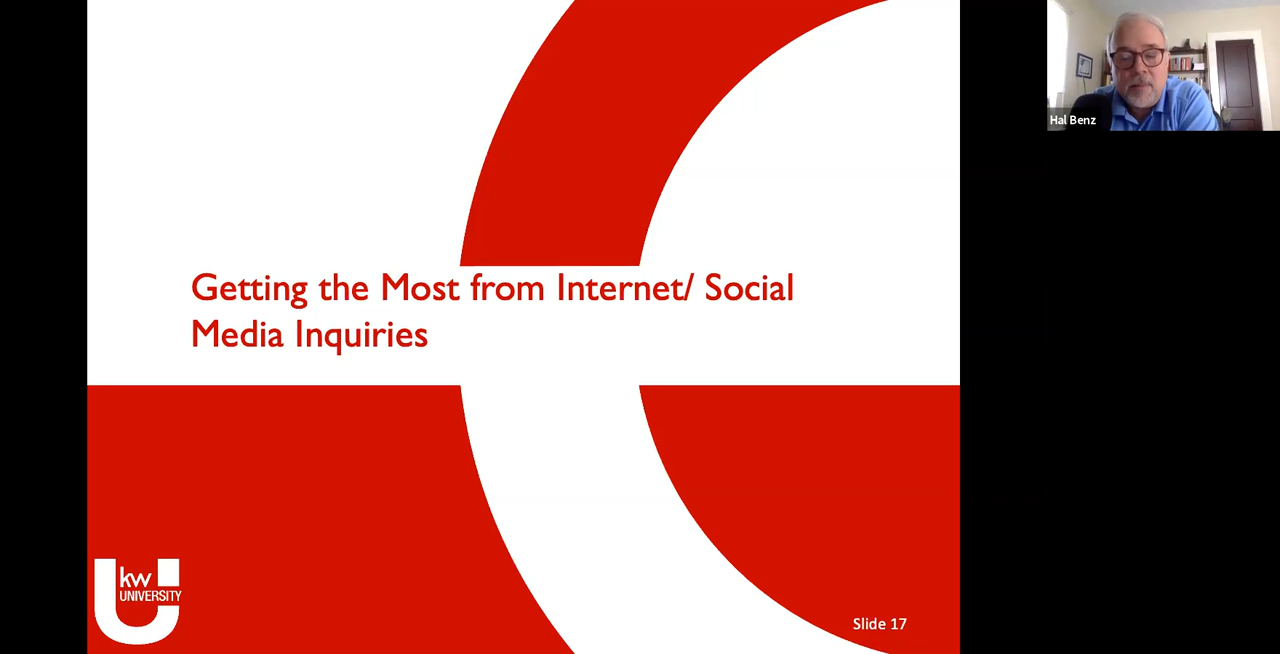 Getting the Most from Internet/ Social
Media Inquiries
kw
UNIVERSITY
Slide 17
Hal Benz